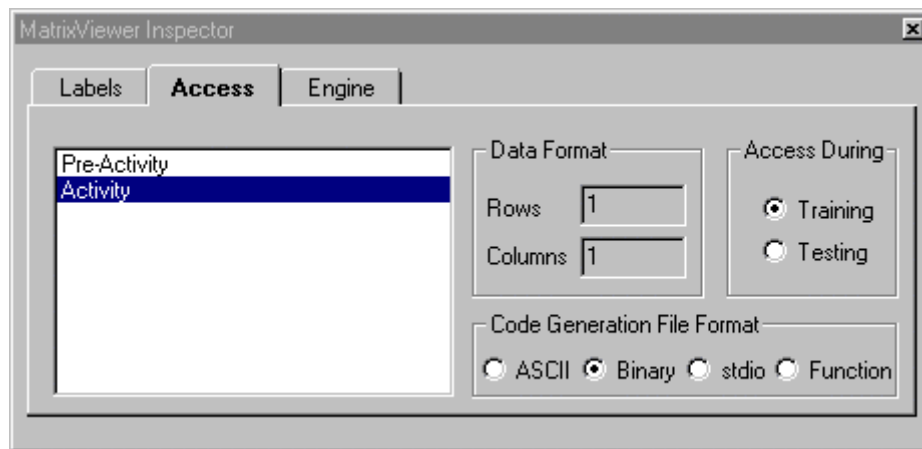 MatrixViewer Inspector
Labels Access Engine
Pre-Activity
Activity
Data Format
Rows 1
Columns 1
Access During
Training
Testing
Code Generation File Format
ASCII Binary stdio Function